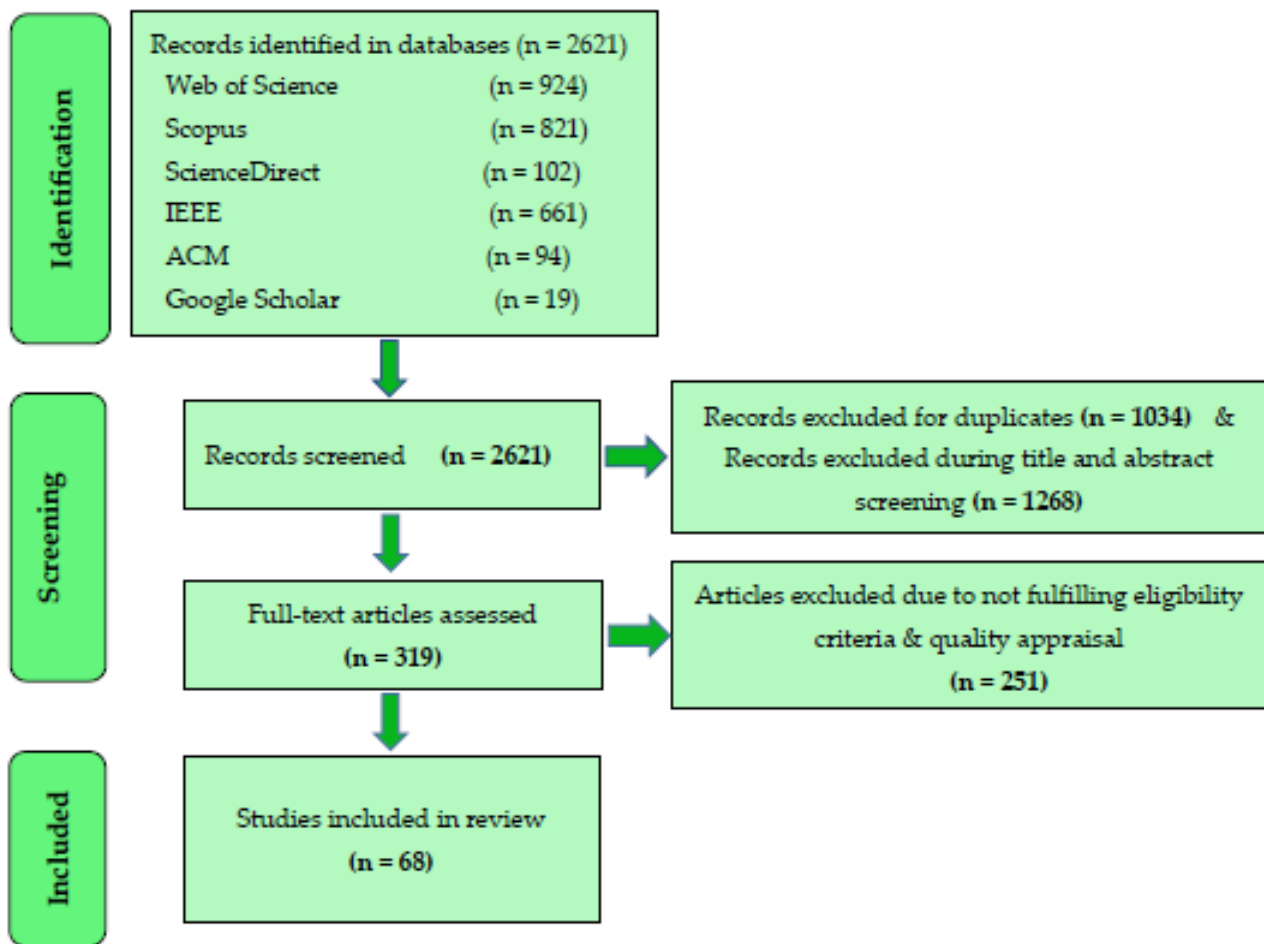 Identification
Records identified in databases (n = 2621)
Web of Science (n = 924)
Scopus (n = 821)
ScienceDirect (n = 102)
IEEE (n = 661)
ACM (n = 94)
Google Scholar (n = 19)
Screening
Records screened (n = 2621)
Records excluded for duplicates (n = 1034) &
Records excluded during title and abstract
screening (n = 1268)
Full-text articles assessed
(n = 319)
Articles excluded due to not fulfilling eligibility
criteria & quality appraisal
(n = 251)
Included
Studies included in review
(n = 68)